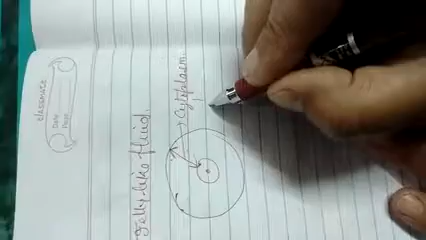 classmate
Date
Page
Cytoplasm
Jelly-like fluid.